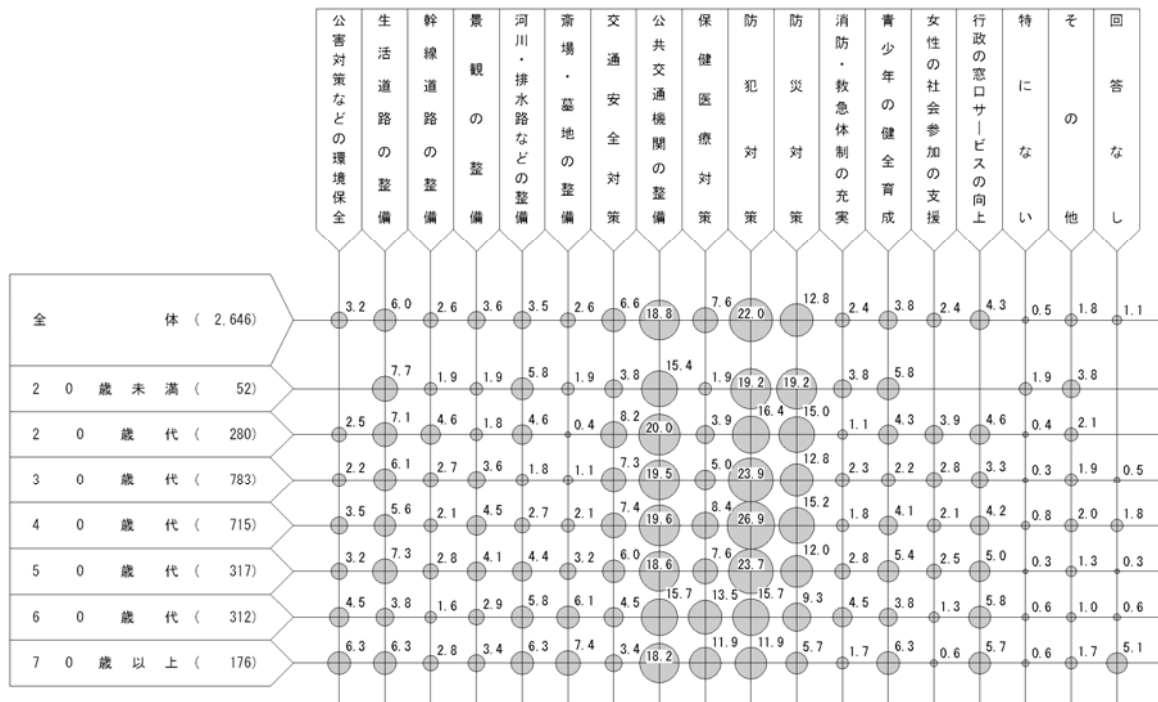 公害対策などの環境保全
生活道路の整備
幹線道路の整備
景観の整備
河川・排水路などの整備
斎場・墓地の整備
交通安全対策
公共交通機関の整備
保健医療対策
防犯対策
防災対策
消防・救急体制の充実
青少年の健全育成
女性の社会参加の支援
行政の窓口サービスの向上
特にない
その他
回答なし
全体 ( 2,646) 3.2 6.0 2.6 3.6 3.5 2.6 6.6 18.8 7.6 22.0 12.8 2.4 3.8 2.4 4.3 0.5 1.8 1.1
20歳未満 ( 52) 7.7 1.9 1.9 5.8 1.9 3.8 15.4 1.9 19.2 19.2 3.8 5.8 1.9 3.8
20歳代 ( 280) 2.5 7.1 4.6 1.8 4.6 0.4 8.2 20.0 3.9 16.4 15.0 1.1 4.3 3.9 4.6 0.4 2.1
30歳代 ( 783) 2.2 6.1 2.7 3.6 1.8 1.1 7.3 19.5 5.0 23.9 12.8 2.3 2.2 2.8 3.3 0.3 1.9 0.5
40歳代 ( 715) 3.5 5.6 2.1 4.5 2.7 2.1 7.4 19.6 8.4 26.9 15.2 1.8 4.1 2.1 4.2 0.8 2.0 1.8
50歳代 ( 317) 3.2 7.3 2.8 4.1 4.4 3.2 6.0 18.6 7.6 23.7 12.0 2.8 5.4 2.5 5.0 0.3 1.3 0.3
60歳代 ( 312) 4.5 3.8 1.6 2.9 5.8 6.1 4.5 15.7 13.5 15.7 9.3 4.5 3.8 1.3 5.8 0.6 1.0 0.6
70歳以上 ( 176) 6.3 6.3 2.8 3.4 6.3 7.4 3.4 18.2 11.9 11.9 5.7 1.7 6.3 0.6 5.7 0.6 1.7 5.1